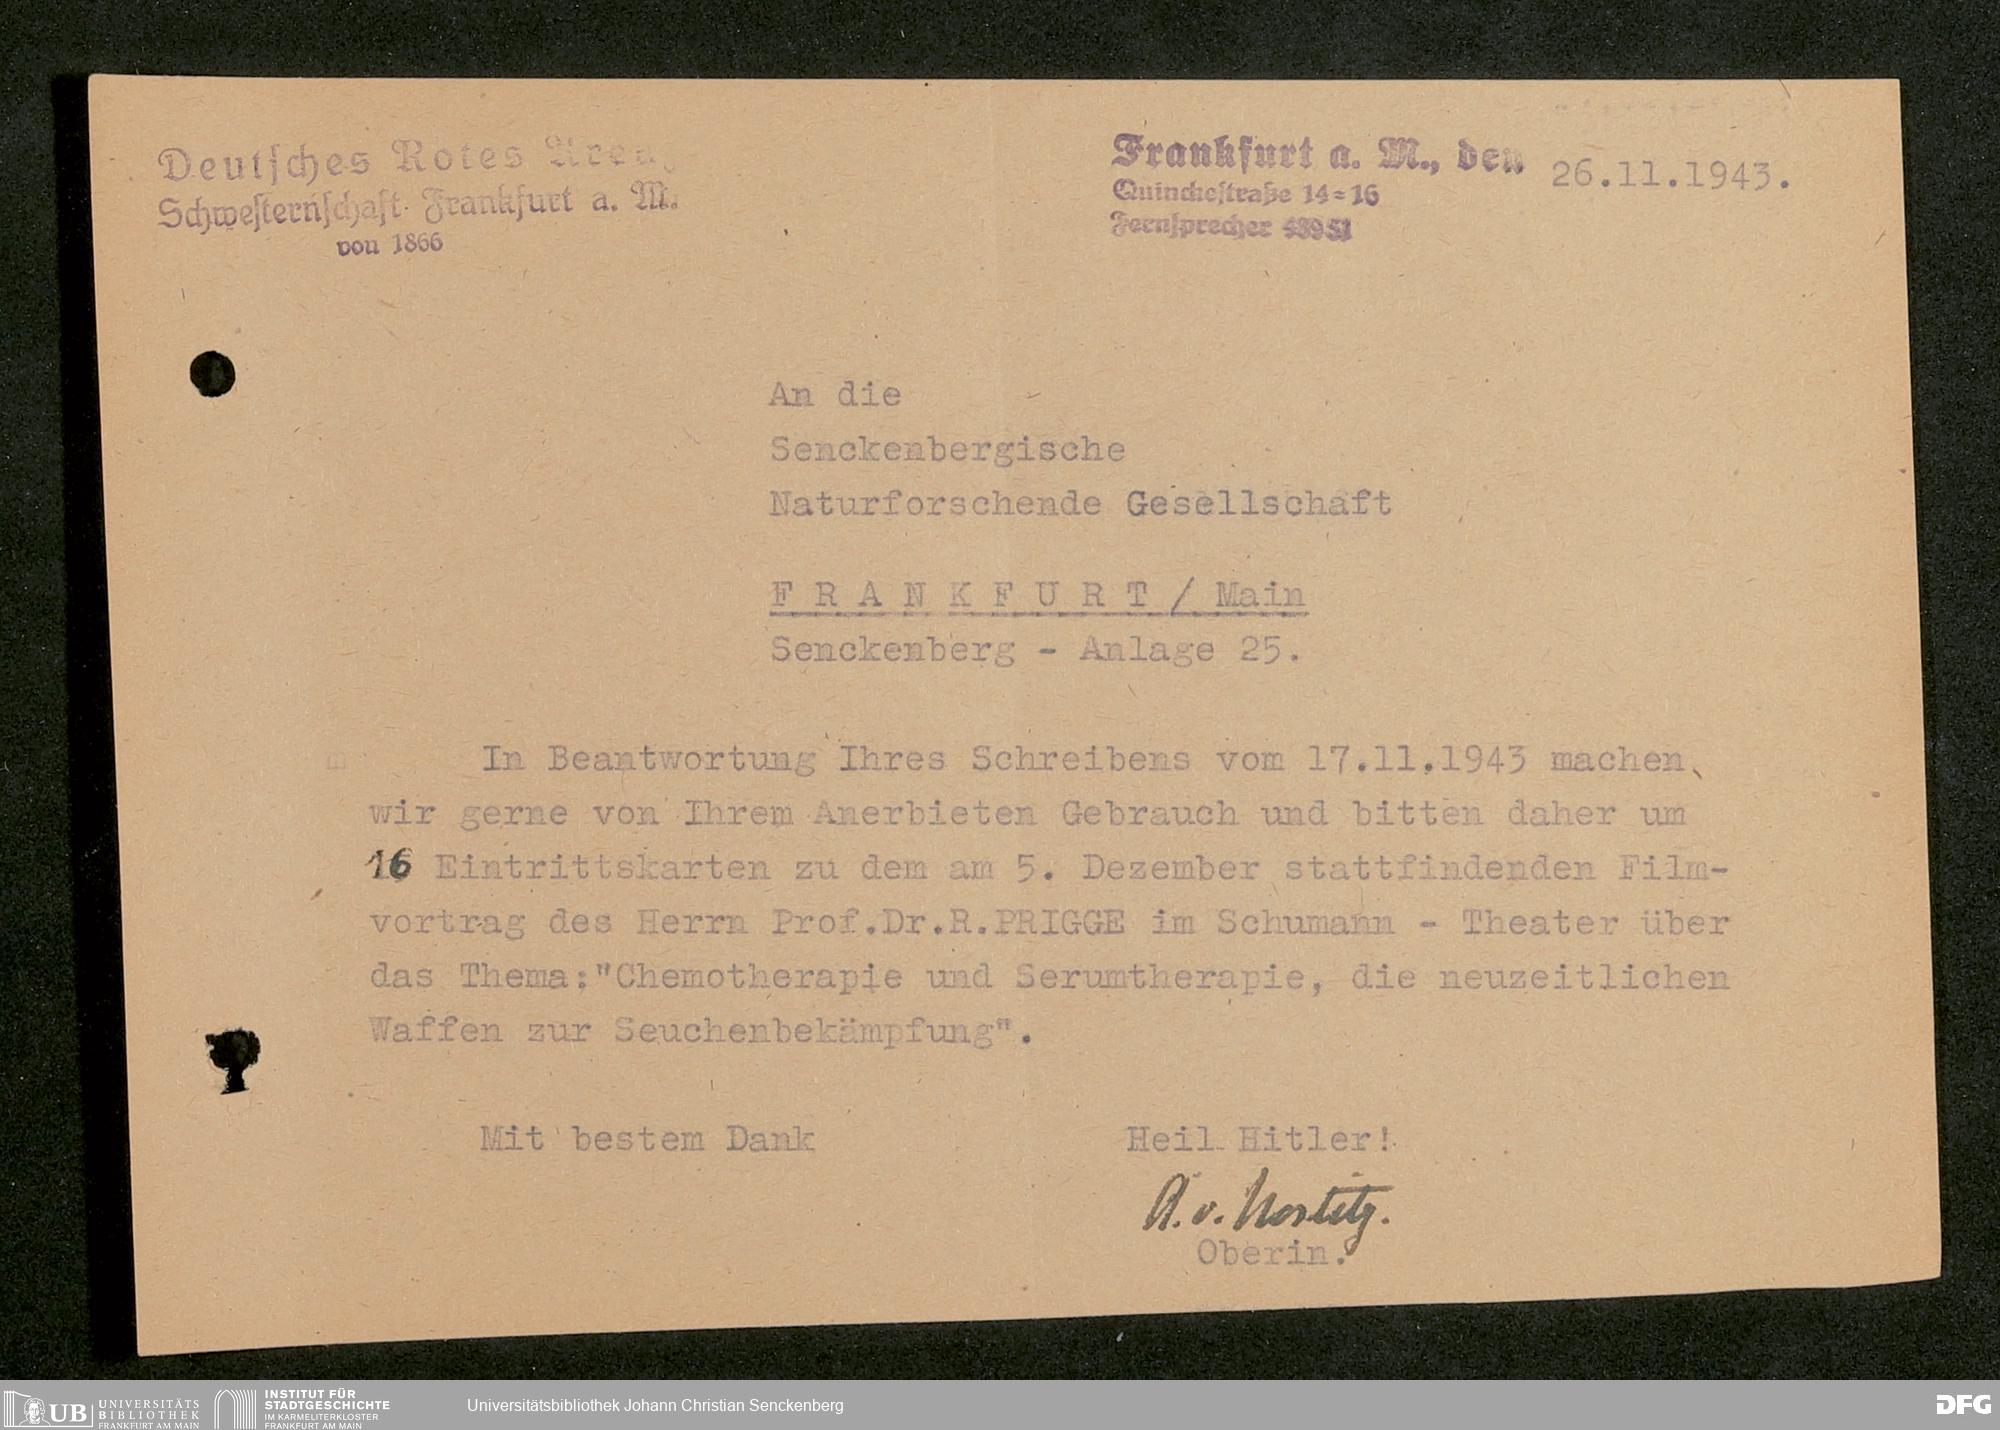 Deutsches Rotes Kreuz
Schwesternschaft Frankfurt a. M.
von 1866
Frankfurt a. M., den 26.11.1943.
Quinckestraße 14=16
Fernsprecher
An die
Senckenbergische
Naturforschende Gesellschaft
FRANKFURT / Main
Senckenberg - Anlage 25.
In Beantwortung Ihres Schreibens vom 17.11.1943 machen
wir gerne von Ihrem Anerbieten Gebrauch und bitten daher um
16 Eintrittskarten zu dem am 5. Dezember stattfindenden Film-
vortrag des Herrn Prof.Dr.R.PRIGGE im Schumann - Theater über
das Thema:"Chemotherapie und Serumtherapie, die neuzeitlichen
Waffen zur Seuchenbekämpfung".
Mit bestem Dank
Heil Hitler!
A. v. Nostitz.
Oberin.
UB UNIVERSITÄTS
BIBLIOTHEK
FRANKFURT AM MAIN
INSTITUT FÜR
STADTGESCHICHTE
IM KARMELITERKLOSTER
FRANKFURT AM MAIN
Universitätsbibliothek Johann Christian Senckenberg
DFG